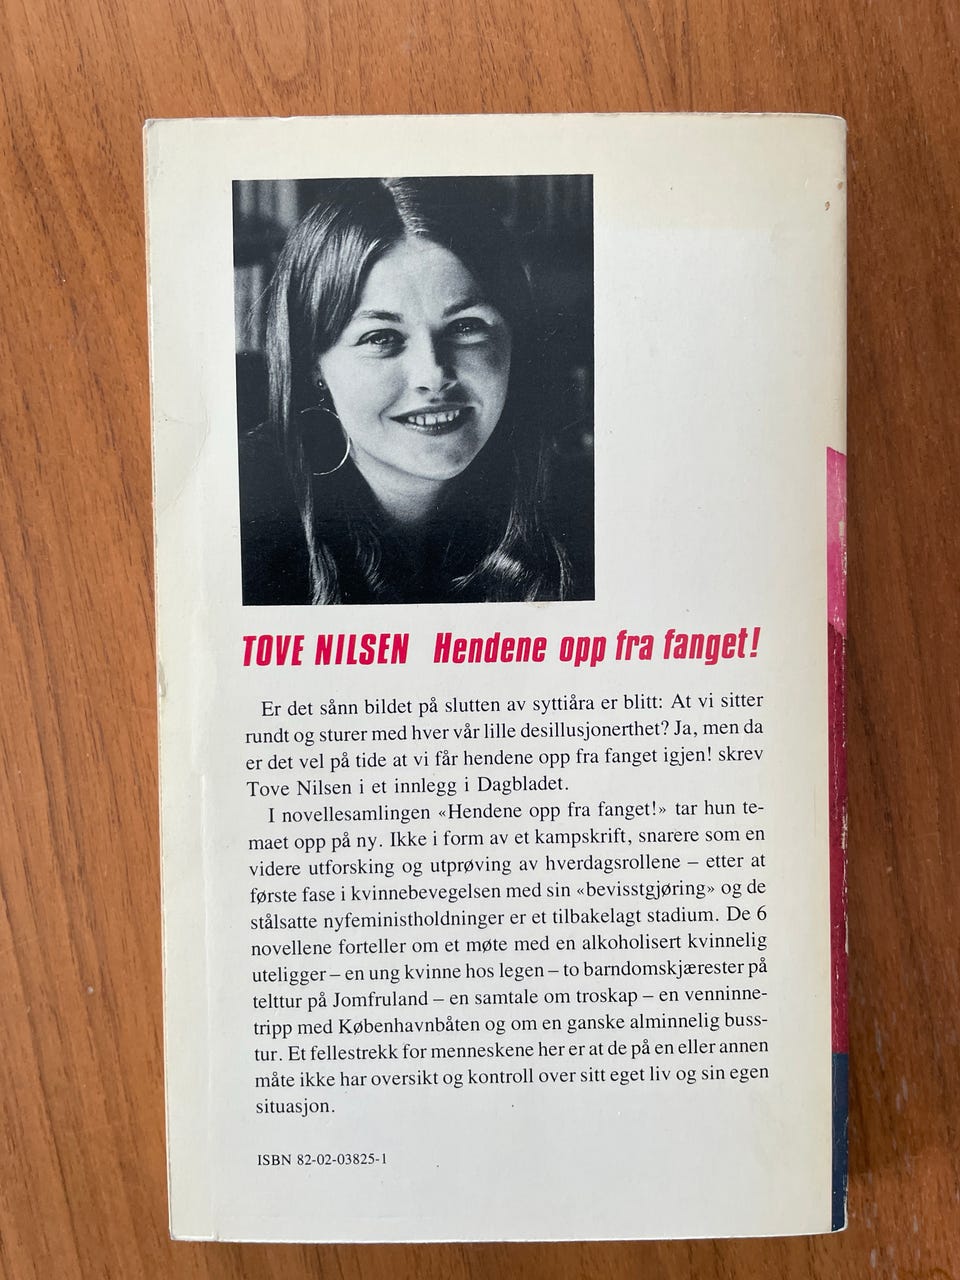 TOVE NILSEN Hendene opp fra fanget!
Er det sånn bildet på slutten av syttiåra er blitt: At vi sitter
rundt og sturer med hver vår lille desillusjonerthet? Ja, men da
er det vel på tide at vi får hendene opp fra fanget igjen! skrev
Tove Nilsen i et innlegg i Dagbladet.
I novellesamlingen «Hendene opp fra fanget!» tar hun te-
maet opp på ny. Ikke i form av et kampskrift, snarere som en
videre utforsking og utprøving av hverdagsrollene – etter at
første fase i kvinnebevegelsen med sin «bevisstgjøring» og de
stålsatte nyfeministholdninger er et tilbakelagt stadium. De 6
novellene forteller om et møte med en alkoholisert kvinnelig
uteligger – en ung kvinne hos legen – to barndomskjærester på
telttur på Jomfruland – en samtale om troskap – en venninne-
tripp med Københavnbåten og om en ganske alminnelig buss-
tur. Et fellestrekk for menneskene her er at de på en eller annen
måte ikke har oversikt og kontroll over sitt eget liv og sin egen
situasjon.
ISBN 82-02-03825-1